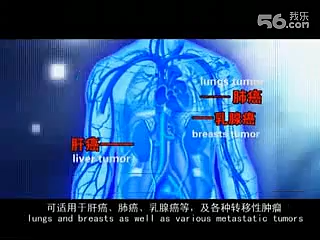 56.com 我乐
lungs tumor
肺癌
乳腺癌
breasts tumor
肝癌
liver tumor
可适用于肝癌、肺癌、乳腺癌等,及各种转移性肿瘤
lungs and breasts as well as various metastatic tumors